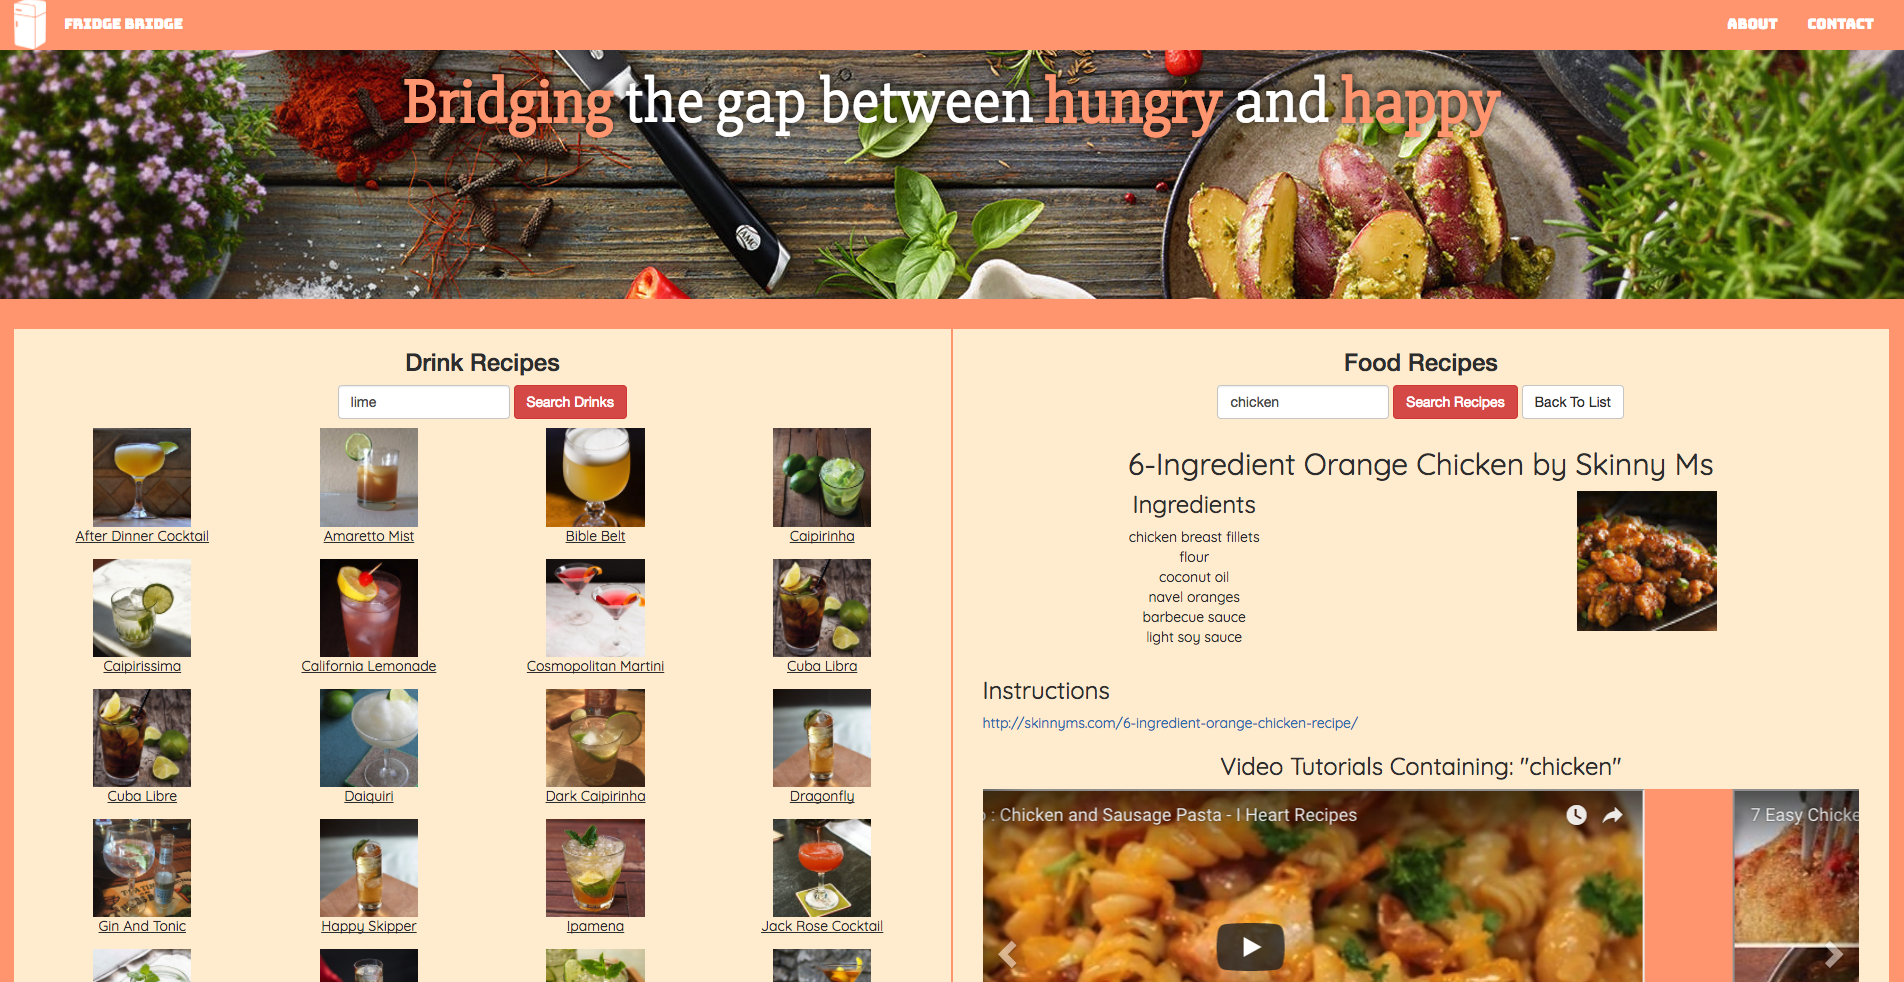 FRIDGE BRIDGE
ABOUT
CONTACT
Bridging the gap between hungry and happy
AMC
Drink Recipes
lime
Search Drinks
After Dinner Cocktail
Amaretto Mist
Bible Belt
Caipirinha
Caipirissima
California Lemonade
Cosmopolitan Martini
Cuba Libra
Cuba Libre
Daiquiri
Dark Caipirinha
Dragonfly
Gin And Tonic
Happy Skipper
Ipamena
Jack Rose Cocktail
Food Recipes
chicken
Search Recipes
Back To List
6-Ingredient Orange Chicken by Skinny Ms
Ingredients
chicken breast fillets
flour
coconut oil
navel oranges
barbecue sauce
light soy sauce
Instructions
http://skinnyms.com/6-ingredient-orange-chicken-recipe/
Video Tutorials Containing: "chicken"
: Chicken and Sausage Pasta - I Heart Recipes
7 Easy Chicke